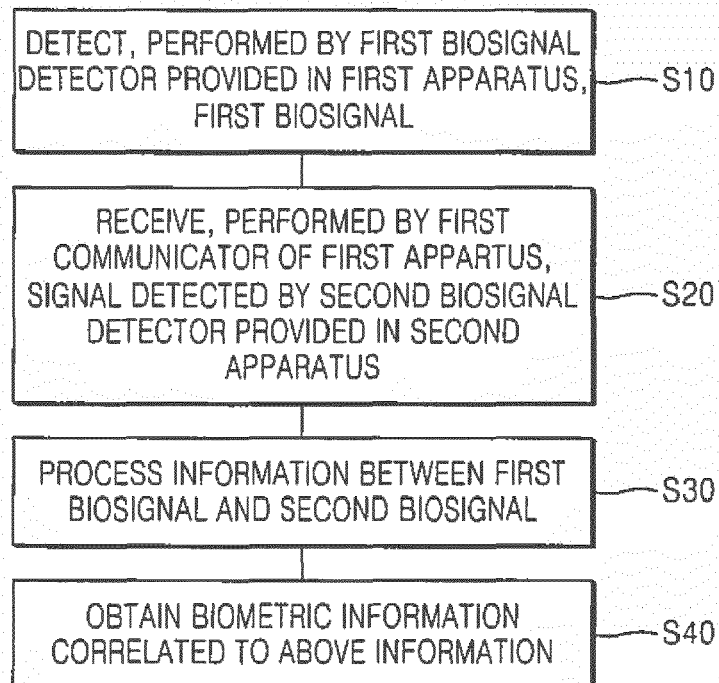 DETECT, PERFORMED BY FIRST BIOSIGNAL
DETECTOR PROVIDED IN FIRST APPARATUS,
FIRST BIOSIGNAL
S10
RECEIVE, PERFORMED BY FIRST
COMMUNICATOR OF FIRST APPARTUS,
SIGNAL DETECTED BY SECOND BIOSIGNAL
DETECTOR PROVIDED IN SECOND
APPARATUS
S20
PROCESS INFORMATION BETWEEN FIRST
BIOSIGNAL AND SECOND BIOSIGNAL
S30
OBTAIN BIOMETRIC INFORMATION
CORRELATED TO ABOVE INFORMATION
S40